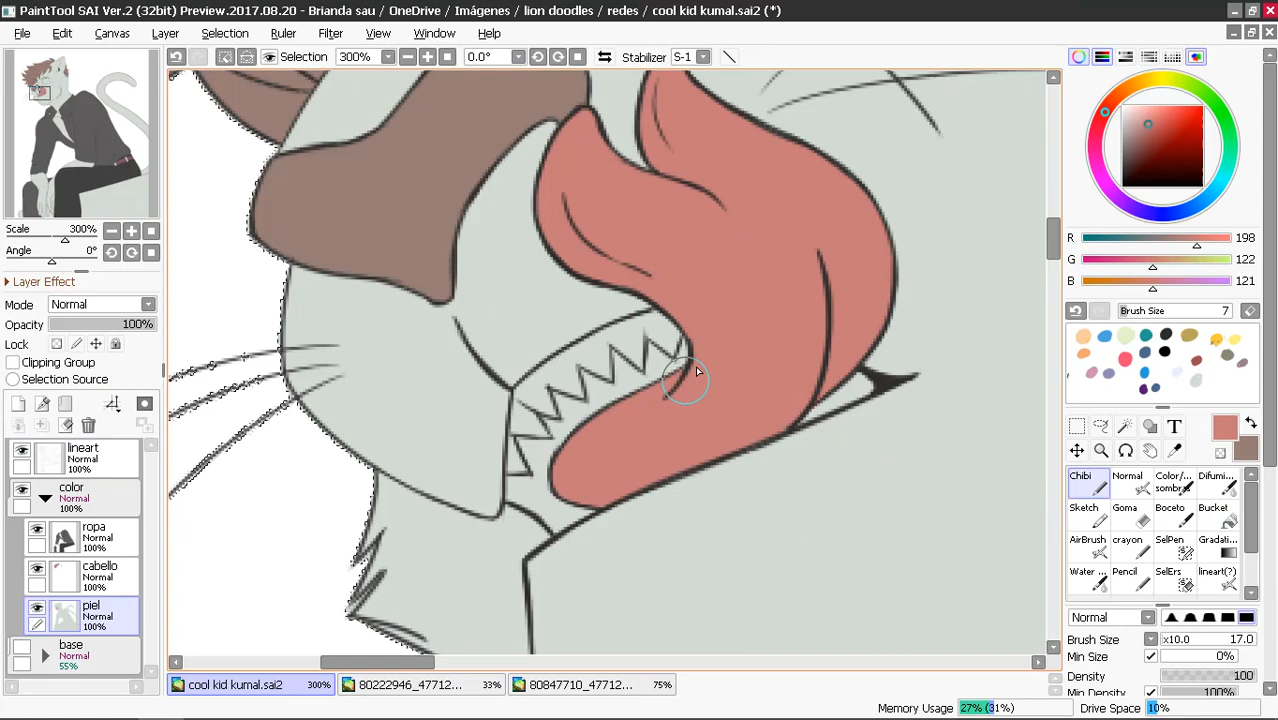 PaintTool SAI Ver.2 (32bit) Preview.2017.08.20 - Brianda sau / OneDrive / Imágenes / lion doodles / redes / cool kid kumal.sai2 (*)
File Edit Canvas Layer Selection Ruler Filter View Window Help
Selection 300% 0.0° Stabilizer S-1
Scale 300%
Angle 0°
Layer Effect
Mode Normal
Opacity 100%
Lock
Clipping Group
Selection Source
lineart
Normal
100%
color
Normal
100%
ropa
Normal
100%
cabello
Normal
100%
piel
Normal
100%
base
Normal
55%
R 198
G 122
B 121
Brush Size 7
T
Chibi Normal Color/... sombr Difumi...
Sketch Goma Boceto Bucket
AirBrush crayon SelPen Gradati...
Water ... Pencil SelErs lineart(?)
Normal
Brush Size x10.0 17.0
Min Size 0%
Density 100
Min Density 100%
cool kid kumal.sai2 300% 80222946_47712... 33% 80847710_47712... 75%
Memory Usage 27% (31%) Drive Space 10%